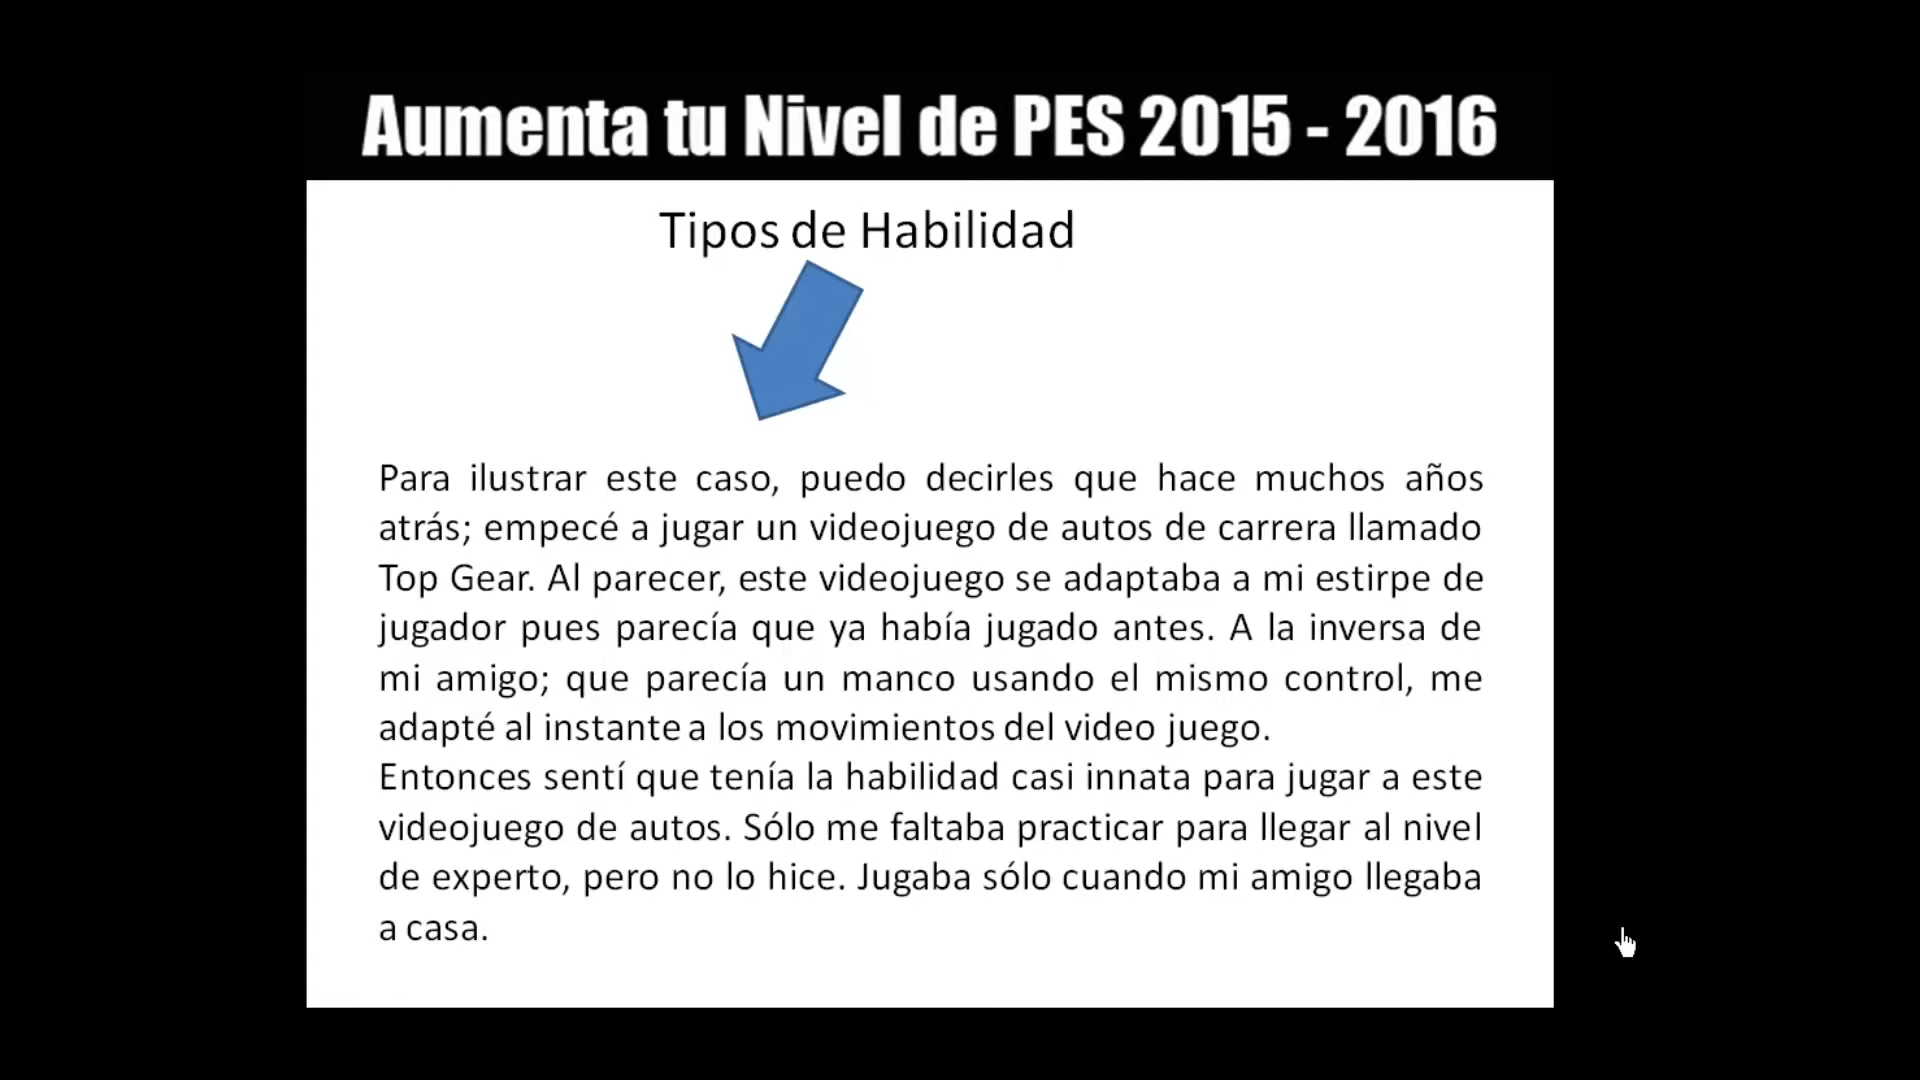 Aumenta tu Nivel de PES 2015 - 2016
Tipos de Habilidad
Para ilustrar este caso, puedo decirles que hace muchos años
atrás; empecé a jugar un videojuego de autos de carrera llamado
Top Gear. Al parecer, este videojuego se adaptaba a mi estirpe de
jugador pues parecía que ya había jugado antes. A la inversa de
mi amigo; que parecía un manco usando el mismo control, me
adapté al instante a los movimientos del video juego.
Entonces sentí que tenía la habilidad casi innata para jugar a este
videojuego de autos. Sólo me faltaba practicar para llegar al nivel
de experto, pero no lo hice. Jugaba sólo cuando mi amigo llegaba
a casa.